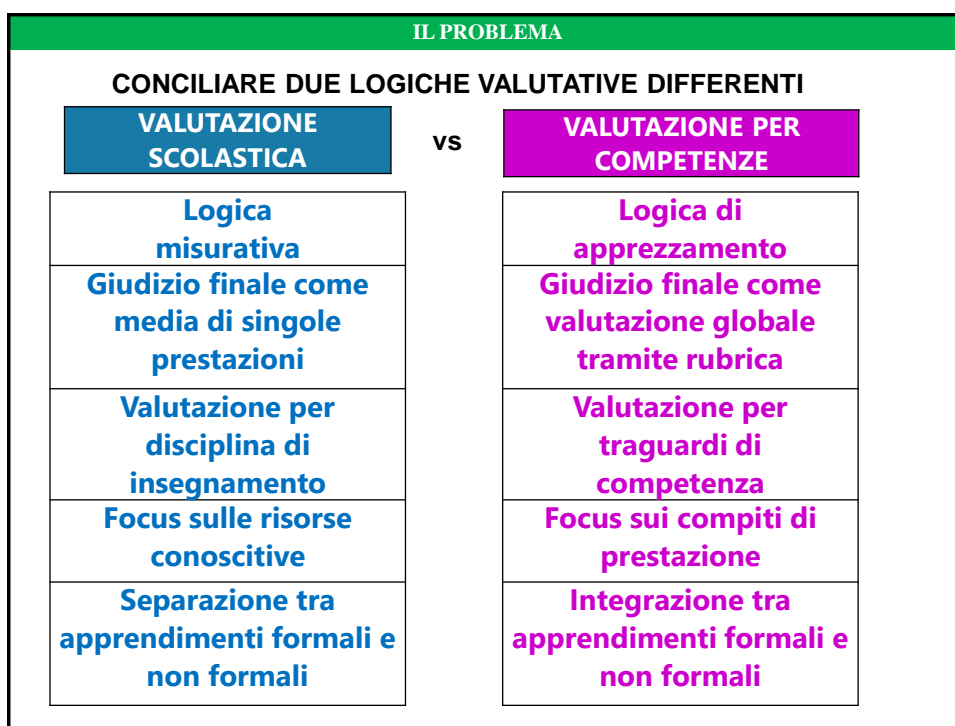 IL PROBLEMA
CONCILIARE DUE LOGICHE VALUTATIVE DIFFERENTI
VALUTAZIONE
SCOLASTICA
vs
VALUTAZIONE PER
COMPETENZE
Logica
misurativa
Logica di
apprezzamento
Giudizio finale come
media di singole
prestazioni
Giudizio finale come
valutazione globale
tramite rubrica
Valutazione per
disciplina di
insegnamento
Valutazione per
traguardi di
competenza
Focus sulle risorse
conoscitive
Focus sui compiti di
prestazione
Separazione tra
apprendimenti formali e
non formali
Integrazione tra
apprendimenti formali e
non formali